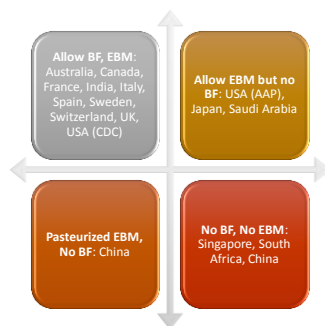 Allow BF, EBM:
Australia, Canada,
France, India, Italy,
Spain, Sweden,
Switzerland, UK,
USA (CDC)
Allow EBM but no
BF: USA (AAP),
Japan, Saudi Arabia
Pasteurized EBM,
No BF: China
No BF, No EBM:
Singapore, South
Africa, China